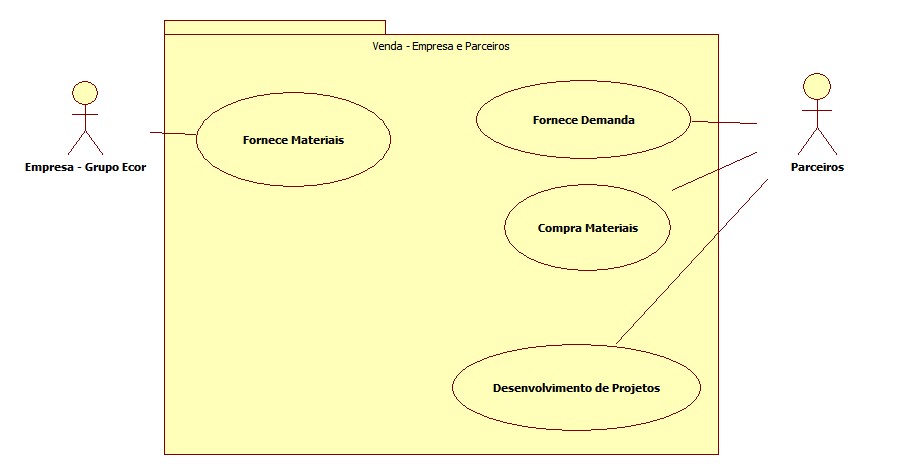 Venda - Empresa e Parceiros
Fornece Materiais
Fornece Demanda
Empresa - Grupo Ecor
Parceiros
Compra Materiais
Desenvolvimento de Projetos